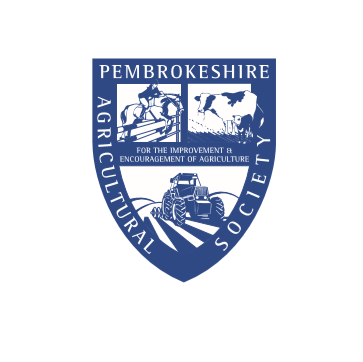 PEMBROKESHIRE
AGRICULTURAL
SOCIETY
FOR THE IMPROVEMENT &
ENCOURAGEMENT OF AGRICULTURE